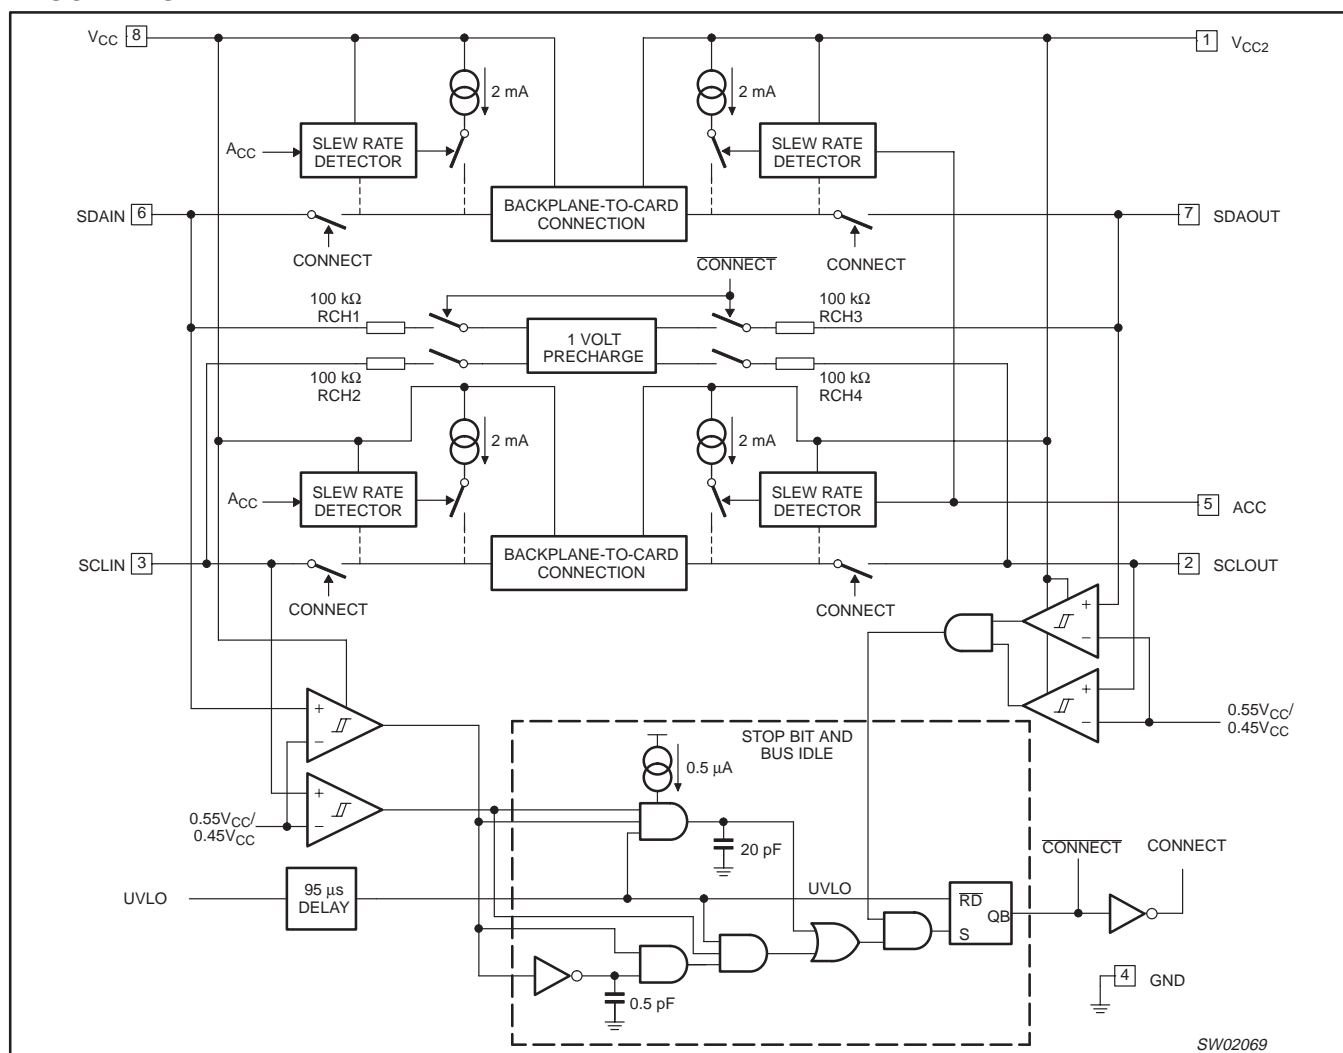 VCC 8
1 VCC2
2 mA
2 mA
ACC
SLEW RATE
DETECTOR
SLEW RATE
DETECTOR
SDAIN 6
BACKPLANE-TO-CARD
CONNECTION
7 SDAOUT
CONNECT
CONNECT
CONNECT
100 kΩ
RCH1
100 kΩ
RCH3
1 VOLT
PRECHARGE
100 kΩ
RCH2
100 kΩ
RCH4
2 mA
2 mA
ACC
SLEW RATE
DETECTOR
SLEW RATE
DETECTOR
5 ACC
SCLIN 3
BACKPLANE-TO-CARD
CONNECTION
2 SCLOUT
CONNECT
CONNECT
+
−
+
−
0.55VCC/
0.45VCC
+
−
+
−
0.55VCC/
0.45VCC
STOP BIT AND
BUS IDLE
0.5 μA
20 pF
UVLO
95 μs
DELAY
UVLO
RD
QB
S
CONNECT
CONNECT
0.5 pF
4 GND
SW02069